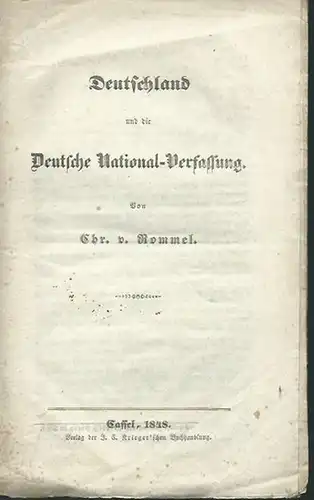 Deutschland
und die
Deutsche National-Verfassung.
Von
Chr. v. Rommel.
Cassel, 1848.
Verlag der J. C. Krieger'schen Buchhandlung.